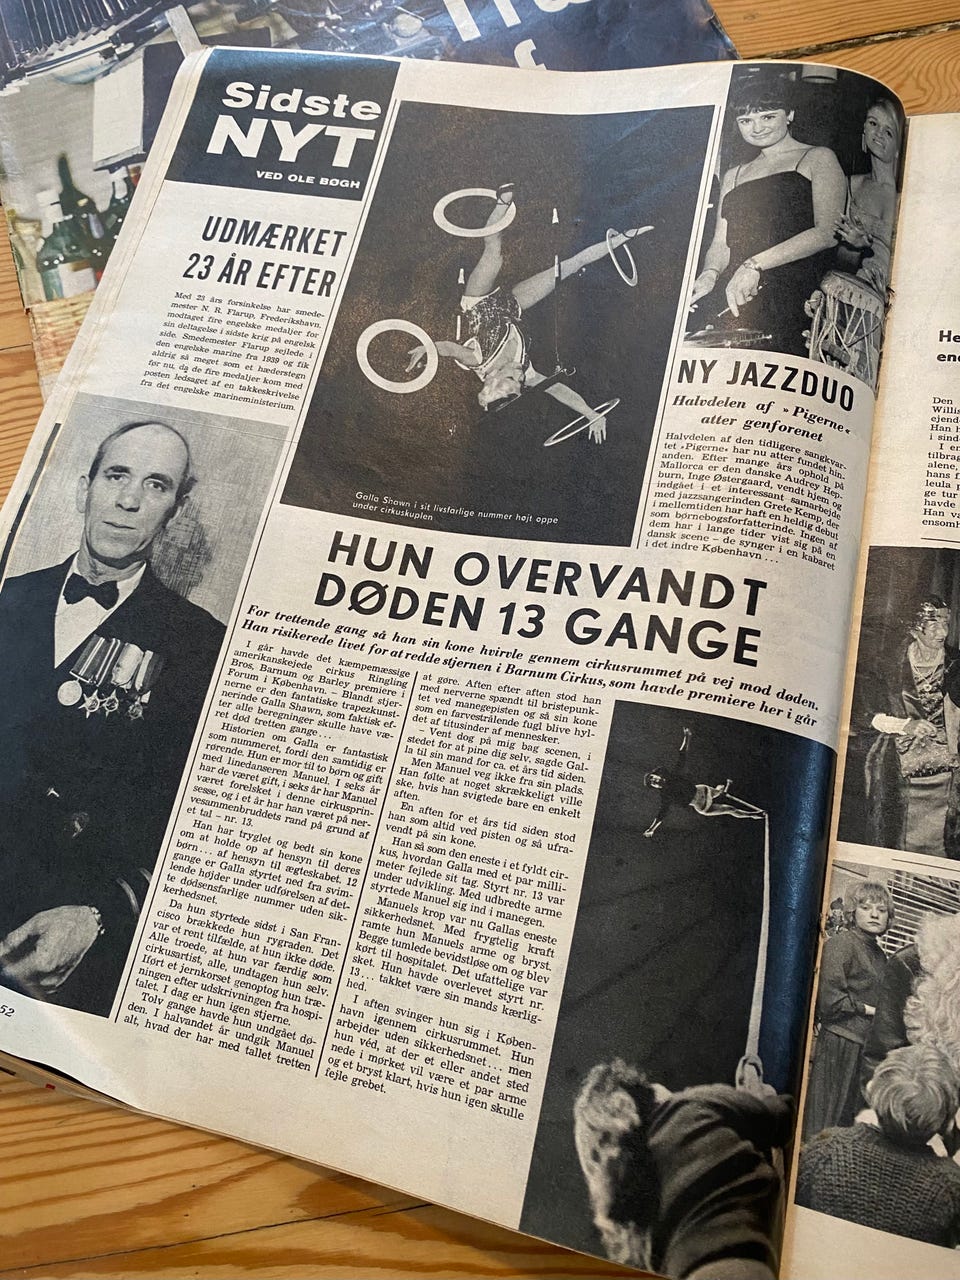 Sidste
NYT
VED OLE BØGH
UDMÆRKET
23 ÅR EFTER
Med 23 års forsinkelse har smede-
mester N. R. Flarup, Frederikshavn,
modtaget fire engelske medaljer for
sin deltagelse i sidste krig på engelsk
side. Smedemester Flarup sejlede i
den engelske marine fra 1939 og fik
aldrig så meget som et hæderstegn
før nu, da de fire medaljer kom med
posten ledsaget af en takkeskrivelse
fra det engelske marineministerium.
Galla Shawn i sit livsfarlige nummer højt oppe
under cirkuskuplen
NY JAZZDUO
Halvdelen af »Pigerne«
atter genforenet
Halvdelen af den tidligere sangkvar-
tet »Pigerne« har nu atter fundet hin-
anden. Efter mange års ophold på
Mallorca er den danske Audrey Hep-
burn, Inge Østergaard, vendt hjem og
indgået i et interessant samarbejde
med jazzsangerinden Grete Kemp, der
i mellemtiden har haft en heldig debut
som børnebogsforfatterinde. Ingen af
dem har i lange tider vist sig på en
dansk scene – de synger i en kabaret
i det indre København ...
HUN OVERVANDT
DØDEN 13 GANGE
For trettende gang så han sin kone hvirvle gennem cirkusrummet på vej mod døden.
Han risikerede livet for at redde stjernen i Barnum Cirkus, som havde premiere her i går
I går havde det kæmpemæssige
amerikanskejede cirkus Ringling
Bros, Barnum og Barley premiere i
Forum i København. – Blandt stjer-
nerne er den fantastiske trapezkunst-
nerinde Galla Shawn, som faktisk ef-
ter alle beregninger skulle have væ-
ret død tretten gange ...
Historien om Galla er fantastisk
som nummeret, fordi den samtidig er
rørende. Hun er mor til to børn og gift
med linedanseren Manuel. I seks år
har de været gift, i seks år har Manuel
været forelsket i denne cirkusprin-
sesse, og i et år har han været på ner-
vesammenbruddets rand på grund af
et tal – nr. 13.
Han har tryglet og bedt sin kone
om at holde op af hensyn til deres
børn... af hensyn til ægteskabet. 12
gange er Galla styrtet ned fra svim-
lende højder under udførelsen af det-
te dødsensfarlige nummer uden sik-
kerhedsnet.
Da hun styrtede sidst i San Fran-
cisco brækkede hun rygraden. Det
var et rent tilfælde, at hun ikke døde.
Alle troede, at hun var færdig som
cirkusartist, alle, undtagen hun selv.
Iført et jernkorset genoptog hun træ-
ningen efter udskrivningen fra hospi-
talet. I dag er hun igen stjerne.
Tolv gange havde hun undgået dø-
den. I halvandet år undgik Manuel
alt, hvad der har med tallet tretten
at gøre. Aften efter aften stod han
med nerverne spændt til bristepunk-
tet ved manegepisten og så sin kone
som en farvestrålende fugl blive hyl-
det af titusinder af mennesker.
– Vent dog på mig bag scenen, i
stedet for at pine dig selv, sagde Gal-
la til sin mand for ca. et års tid siden.
Men Manuel veg ikke fra sin plads.
Han følte at noget skrækkeligt ville
ske, hvis han svigtede bare en enkelt
aften.
En aften for et års tid siden stod
han som altid ved pisten og så ufra-
vendt på sin kone.
Han så som den eneste i et fyldt cir-
kus, hvordan Galla med et par milli-
meter fejlede sit tag. Styrt nr. 13 var
under udvikling. Med udbredte arme
styrtede Manuel sig ind i manegen.
Manuels krop var nu Gallas eneste
sikkerhedsnet. Med frygtelig kraft
ramte hun Manuels arme og bryst.
Begge tumlede bevidstløse om og blev
kørt til hospitalet. Det ufattelige var
sket. Hun havde overlevet styrt nr.
13 ... takket være sin mands kærlig-
hed.
I aften svinger hun sig i Køben-
havn igennem cirkusrummet. Hun
arbejder uden sikkerhedsnet... men
hun véd, at der et eller andet sted
nede i mørket vil være et par arme
og et bryst klart, hvis hun igen skulle
fejle grebet.
52
He
en
Den
Willis
ejend
Han h
i sind
I en
tilbrag
alene,
hans f
leula p
ge tur
havde
Han va
ensomh